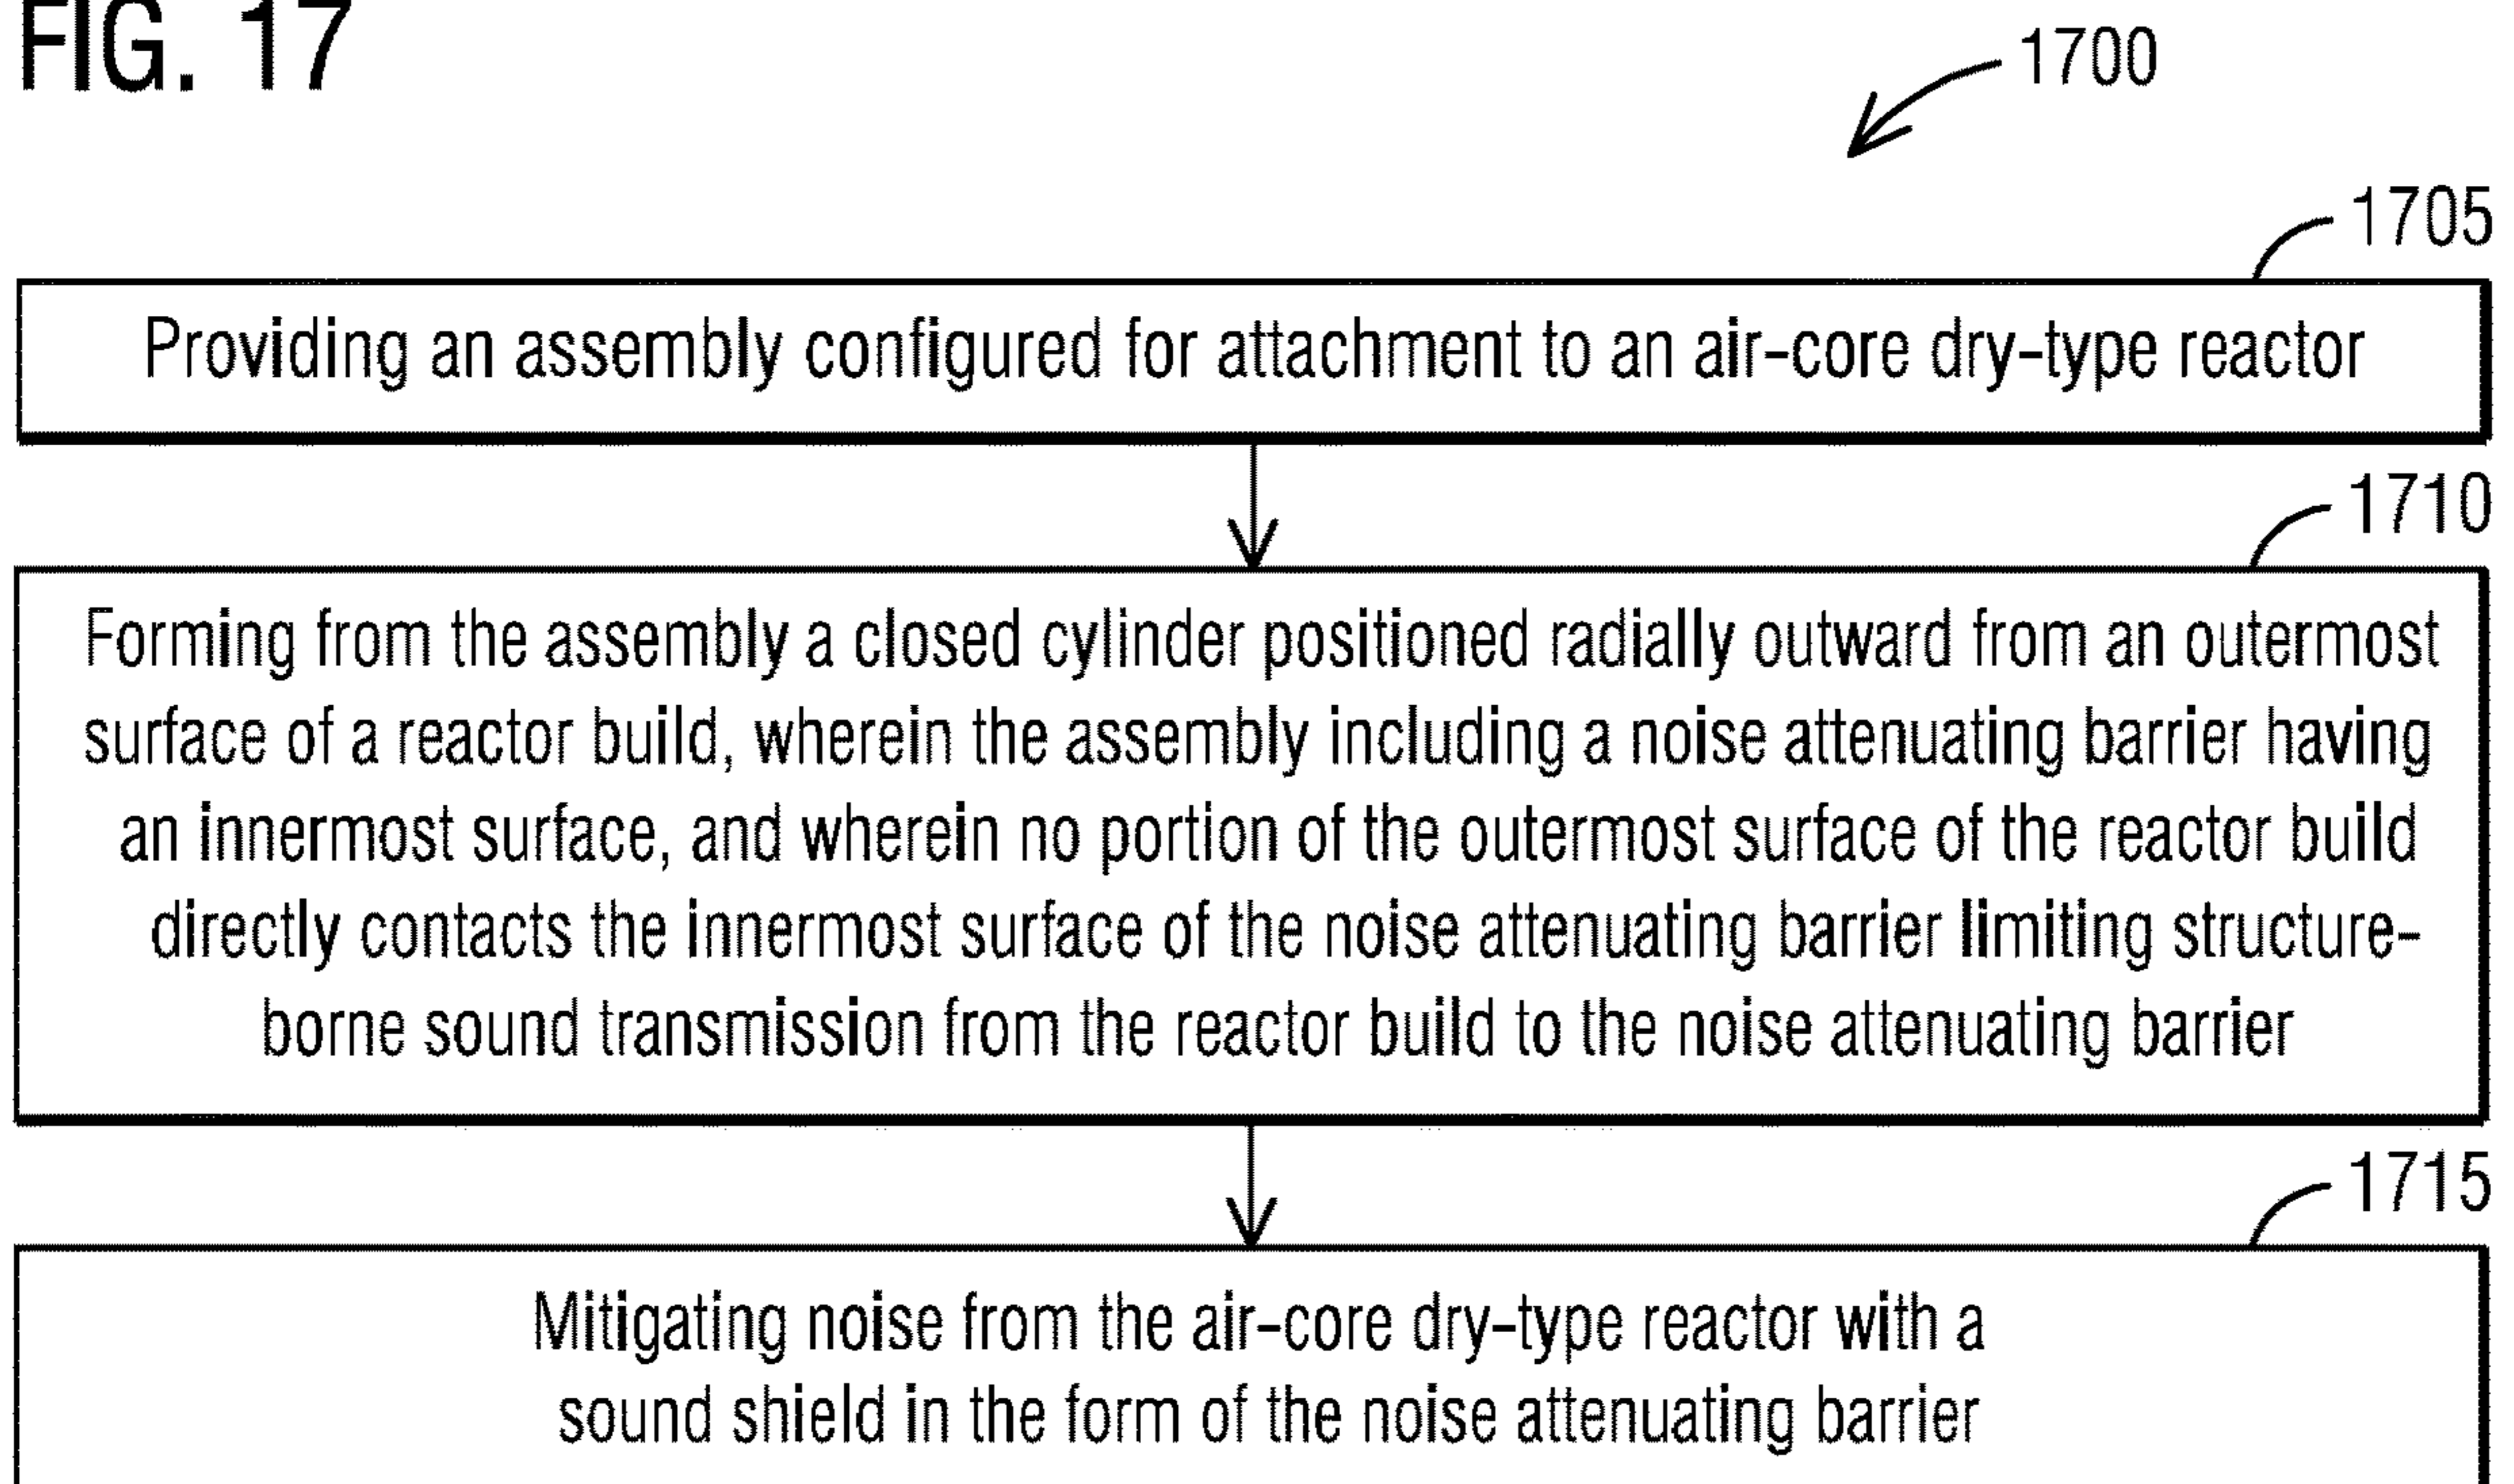 FIG. 17
1700
1705
Providing an assembly configured for attachment to an air-core dry-type reactor
1710
Forming from the assembly a closed cylinder positioned radially outward from an outermost
surface of a reactor build, wherein the assembly including a noise attenuating barrier having
an innermost surface, and wherein no portion of the outermost surface of the reactor build
directly contacts the innermost surface of the noise attenuating barrier limiting structure-
borne sound transmission from the reactor build to the noise attenuating barrier
1715
Mitigating noise from the air-core dry-type reactor with a
sound shield in the form of the noise attenuating barrier